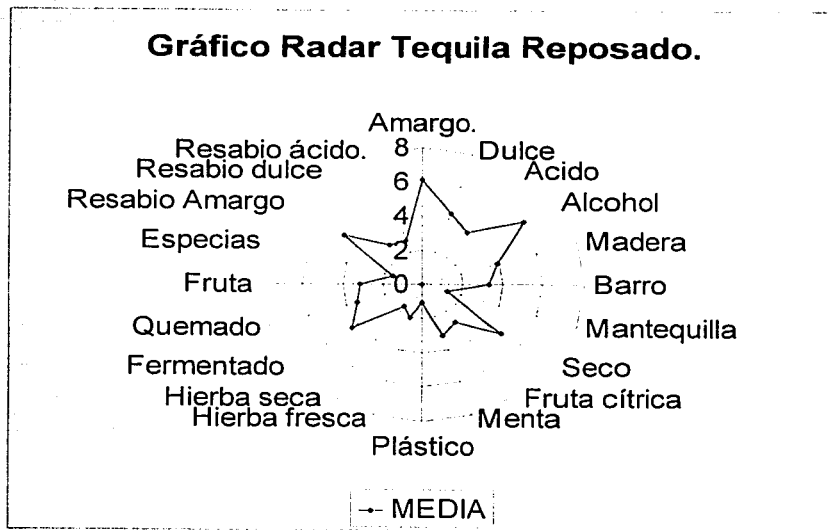 Gráfico Radar Tequila Reposado.
Amargo.
Resabio ácido. 8 Dulce
Resabio dulce Ácido
6
Resabio Amargo Alcohol
4
Especias Madera
2
Fruta 0 Barro
Quemado Mantequilla
Fermentado Seco
Hierba seca Fruta cítrica
Hierba fresca Menta
Plástico
MEDIA